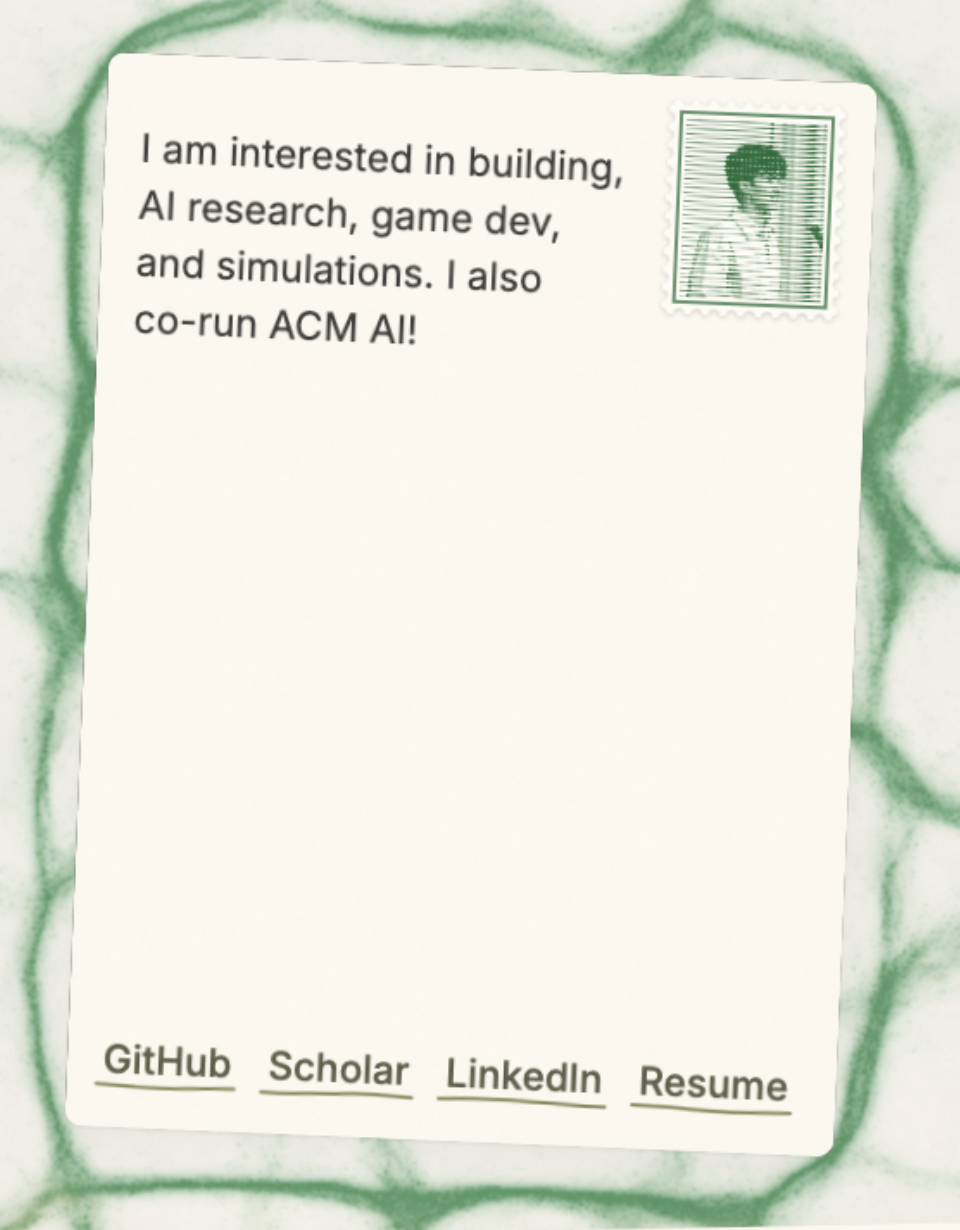 I am interested in building,
AI research, game dev,
and simulations. I also
co-run ACM AI!
GitHub Scholar LinkedIn Resume